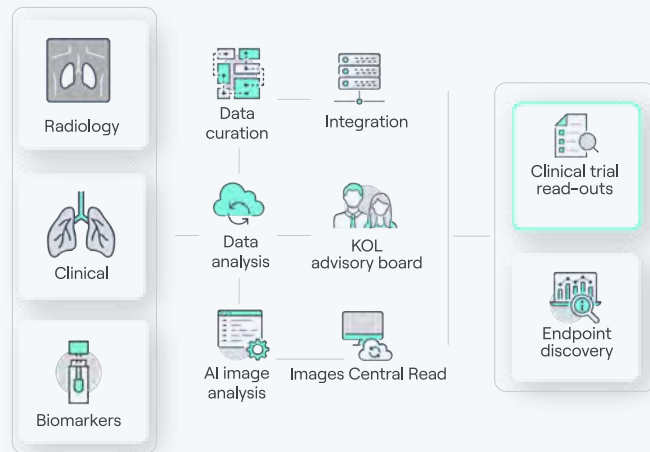 Radiology
Clinical
Biomarkers
Data
curation
Integration
Data
analysis
KOL
advisory board
AI image
analysis
Images Central Read
Clinical trial
read-outs
Endpoint
discovery